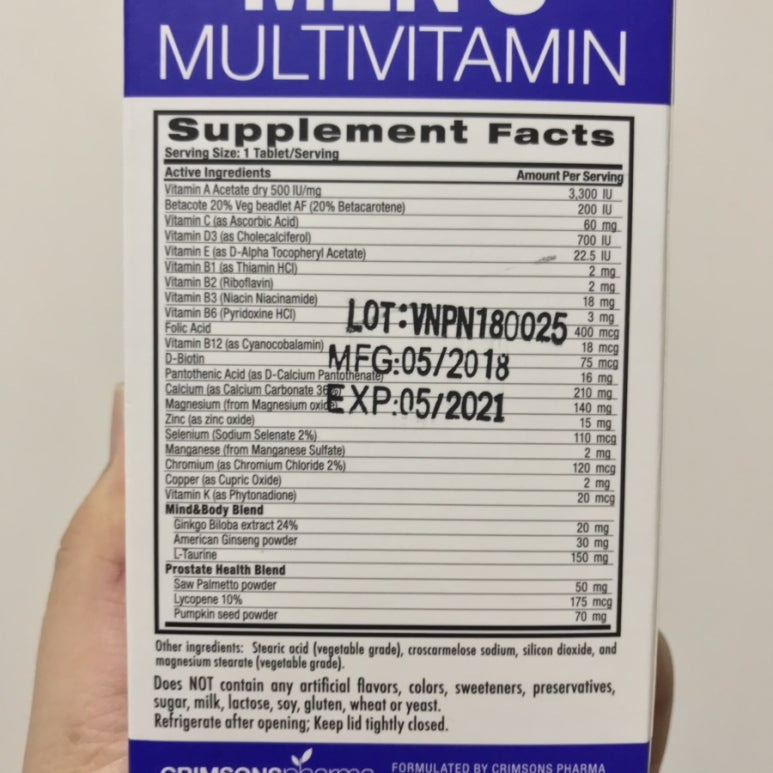 MEN'S
MULTIVITAMIN
Supplement Facts
Serving Size: 1 Tablet/Serving
Active Ingredients Amount Per Serving
Vitamin A Acetate dry 500 IU/mg 3,300 IU
Betacote 20% Veg beadlet AF (20% Betacarotene) 200 IU
Vitamin C (as Ascorbic Acid) 60 mg
Vitamin D3 (as Cholecalciferol) 700 IU
Vitamin E (as D-Alpha Tocopheryl Acetate) 22.5 IU
Vitamin B1 (as Thiamin HCl) 2 mg
Vitamin B2 (Riboflavin) 2 mg
Vitamin B3 (Niacin Niacinamide) 18 mg
Vitamin B6 (Pyridoxine HCl) 3 mg
Folic Acid 400 mcg
Vitamin B12 (as Cyanocobalamin) 18 mcg
D-Biotin 75 mcg
Pantothenic Acid (as D-Calcium Pantothenate) 16 mg
Calcium (as Calcium Carbonate 36%) 210 mg
Magnesium (from Magnesium oxide) 140 mg
Zinc (as zinc oxide) 15 mg
Selenium (Sodium Selenate 2%) 110 mcg
Manganese (from Manganese Sulfate) 2 mg
Chromium (as Chromium Chloride 2%) 120 mcg
Copper (as Cupric Oxide) 2 mg
Vitamin K (as Phytonadione) 20 mcg
Mind&Body Blend
Ginkgo Biloba extract 24% 20 mg
American Ginseng powder 30 mg
L-Taurine 150 mg
Prostate Health Blend
Saw Palmetto powder 50 mg
Lycopene 10% 175 mcg
Pumpkin seed powder 70 mg
LOT:VNPN180025
MFG:05/2018
EXP:05/2021
Other ingredients: Stearic acid (vegetable grade), croscarmelose sodium, silicon dioxide, and
magnesium stearate (vegetable grade).
Does NOT contain any artificial flavors, colors, sweeteners, preservatives,
sugar, milk, lactose, soy, gluten, wheat or yeast.
Refrigerate after opening; Keep lid tightly closed.
CRIMSONSpharma FORMULATED BY CRIMSONS PHARMA